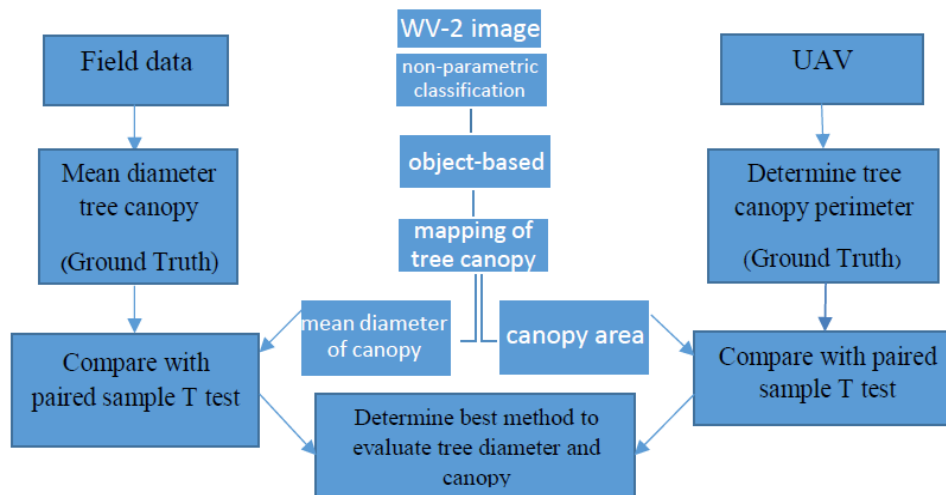 Field data
Mean diameter
tree canopy
(Ground Truth)
Compare with
paired sample T test
WV-2 image
non-parametric
classification
object-based
mapping of
tree canopy
mean diameter
of canopy
canopy area
UAV
Determine tree
canopy perimeter
(Ground Truth)
Compare with paired
sample T test
Determine best method to
evaluate tree diameter and
canopy